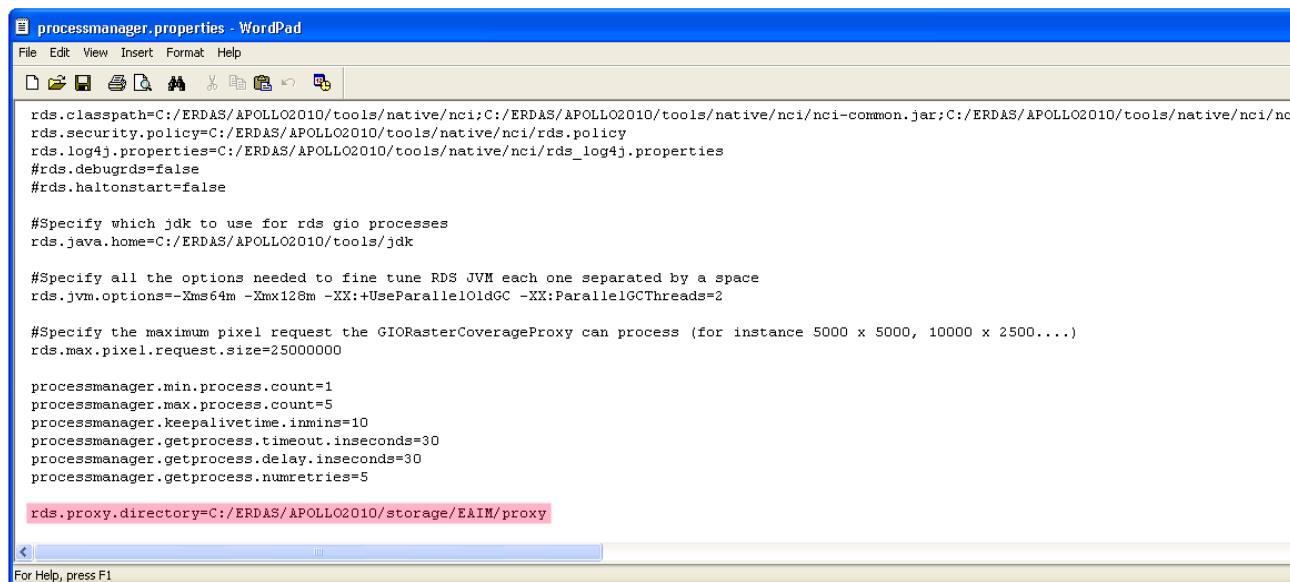 processmanager.properties - WordPad
File Edit View Insert Format Help
rds.classpath=C:/ERDAS/APOLLO2010/tools/native/nci;C:/ERDAS/APOLLO2010/tools/native/nci/nci-common.jar;C:/ERDAS/APOLLO2010/tools/native/nci/nc
rds.security.policy=C:/ERDAS/APOLLO2010/tools/native/nci/rds.policy
rds.log4j.properties=C:/ERDAS/APOLLO2010/tools/native/nci/rds_log4j.properties
#rds.debugrds=false
#rds.haltonstart=false
#Specify which jdk to use for rds gio processes
rds.java.home=C:/ERDAS/APOLLO2010/tools/jdk
#Specify all the options needed to fine tune RDS JVM each one separated by a space
rds.jvm.options=-Xms64m -Xmx128m -XX:+UseParallelOldGC -XX:ParallelGCThreads=2
#Specify the maximum pixel request the GIORasterCoverageProxy can process (for instance 5000 x 5000, 10000 x 2500....)
rds.max.pixel.request.size=25000000
processmanager.min.process.count=1
processmanager.max.process.count=5
processmanager.keepalivetime.inmins=10
processmanager.getprocess.timeout.inseconds=30
processmanager.getprocess.delay.inseconds=30
processmanager.getprocess.numretries=5
rds.proxy.directory=C:/ERDAS/APOLLO2010/storage/EAIM/proxy
For Help, press F1